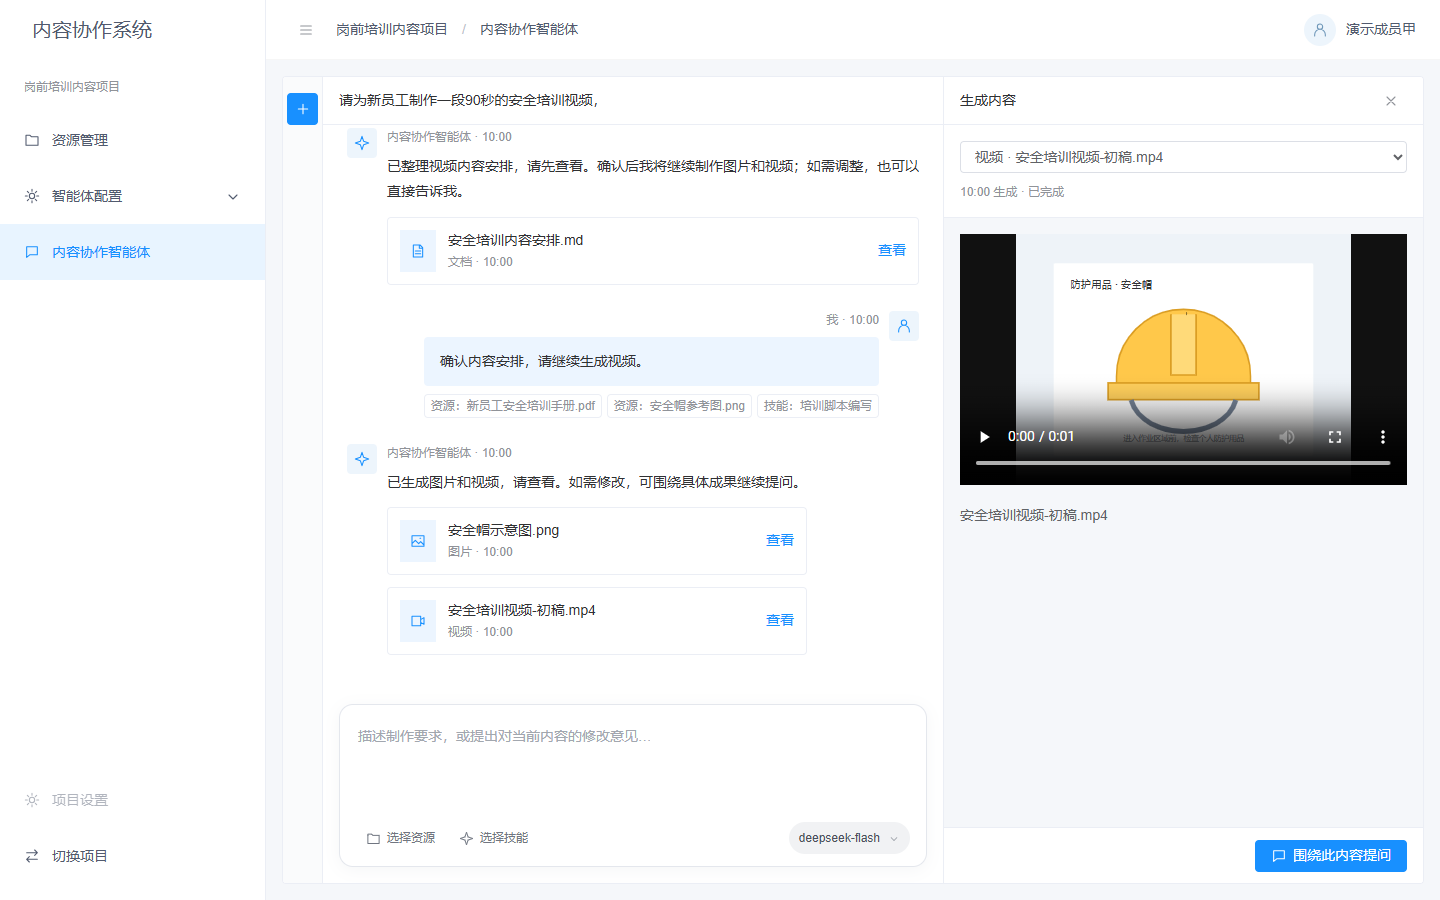 内容协作系统
岗前培训内容项目
资源管理
智能体配置
内容协作智能体
项目设置
切换项目
岗前培训内容项目 / 内容协作智能体
演示成员甲
请为新员工制作一段90秒的安全培训视频，
内容协作智能体 · 10:00
已整理视频内容安排，请先查看。确认后我将继续制作图片和视频；如需调整，也可以
直接告诉我。
安全培训内容安排.md
文档 · 10:00
查看
我 · 10:00
确认内容安排，请继续生成视频。
资源：新员工安全培训手册.pdf
资源：安全帽参考图.png
技能：培训脚本编写
内容协作智能体 · 10:00
已生成图片和视频，请查看。如需修改，可围绕具体成果继续提问。
安全帽示意图.png
图片 · 10:00
查看
安全培训视频-初稿.mp4
视频 · 10:00
查看
描述制作要求，或提出对当前内容的修改意见...
选择资源
选择技能
deepseek-flash
生成内容
视频 · 安全培训视频-初稿.mp4
10:00 生成 · 已完成
防护用品 · 安全帽
进入作业区域前，检查个人防护用品
0:00 / 0:01
安全培训视频-初稿.mp4
围绕此内容提问